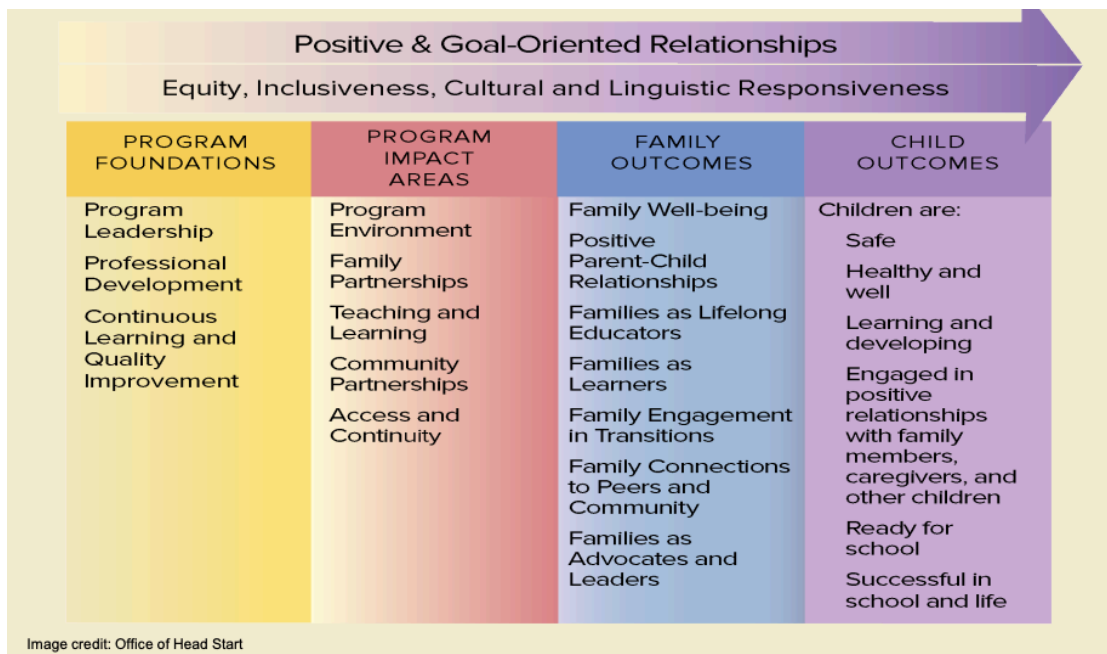 Positive & Goal-Oriented Relationships
Equity, Inclusiveness, Cultural and Linguistic Responsiveness
PROGRAM
FOUNDATIONS
Program
Leadership
Professional
Development
Continuous
Learning and
Quality
Improvement
PROGRAM
IMPACT
AREAS
Program
Environment
Family
Partnerships
Teaching and
Learning
Community
Partnerships
Access and
Continuity
FAMILY
OUTCOMES
Family Well-being
Positive
Parent-Child
Relationships
Families as Lifelong
Educators
Families as
Learners
Family Engagement
in Transitions
Family Connections
to Peers and
Community
Families as
Advocates and
Leaders
CHILD
OUTCOMES
Children are:
Safe
Healthy and
well
Learning and
developing
Engaged in
positive
relationships
with family
members,
caregivers, and
other children
Ready for
school
Successful in
school and life
Image credit: Office of Head Start